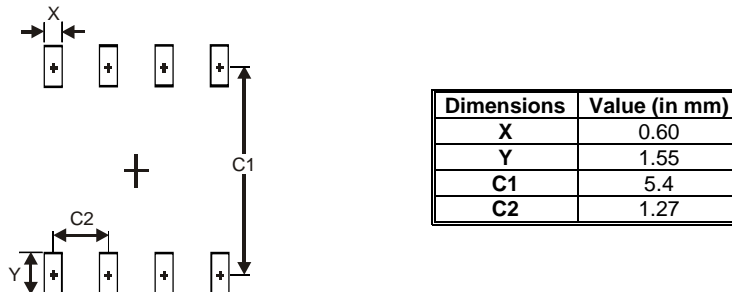 X
C1
C2
Y
Dimensions Value (in mm)
X 0.60
Y 1.55
C1 5.4
C2 1.27